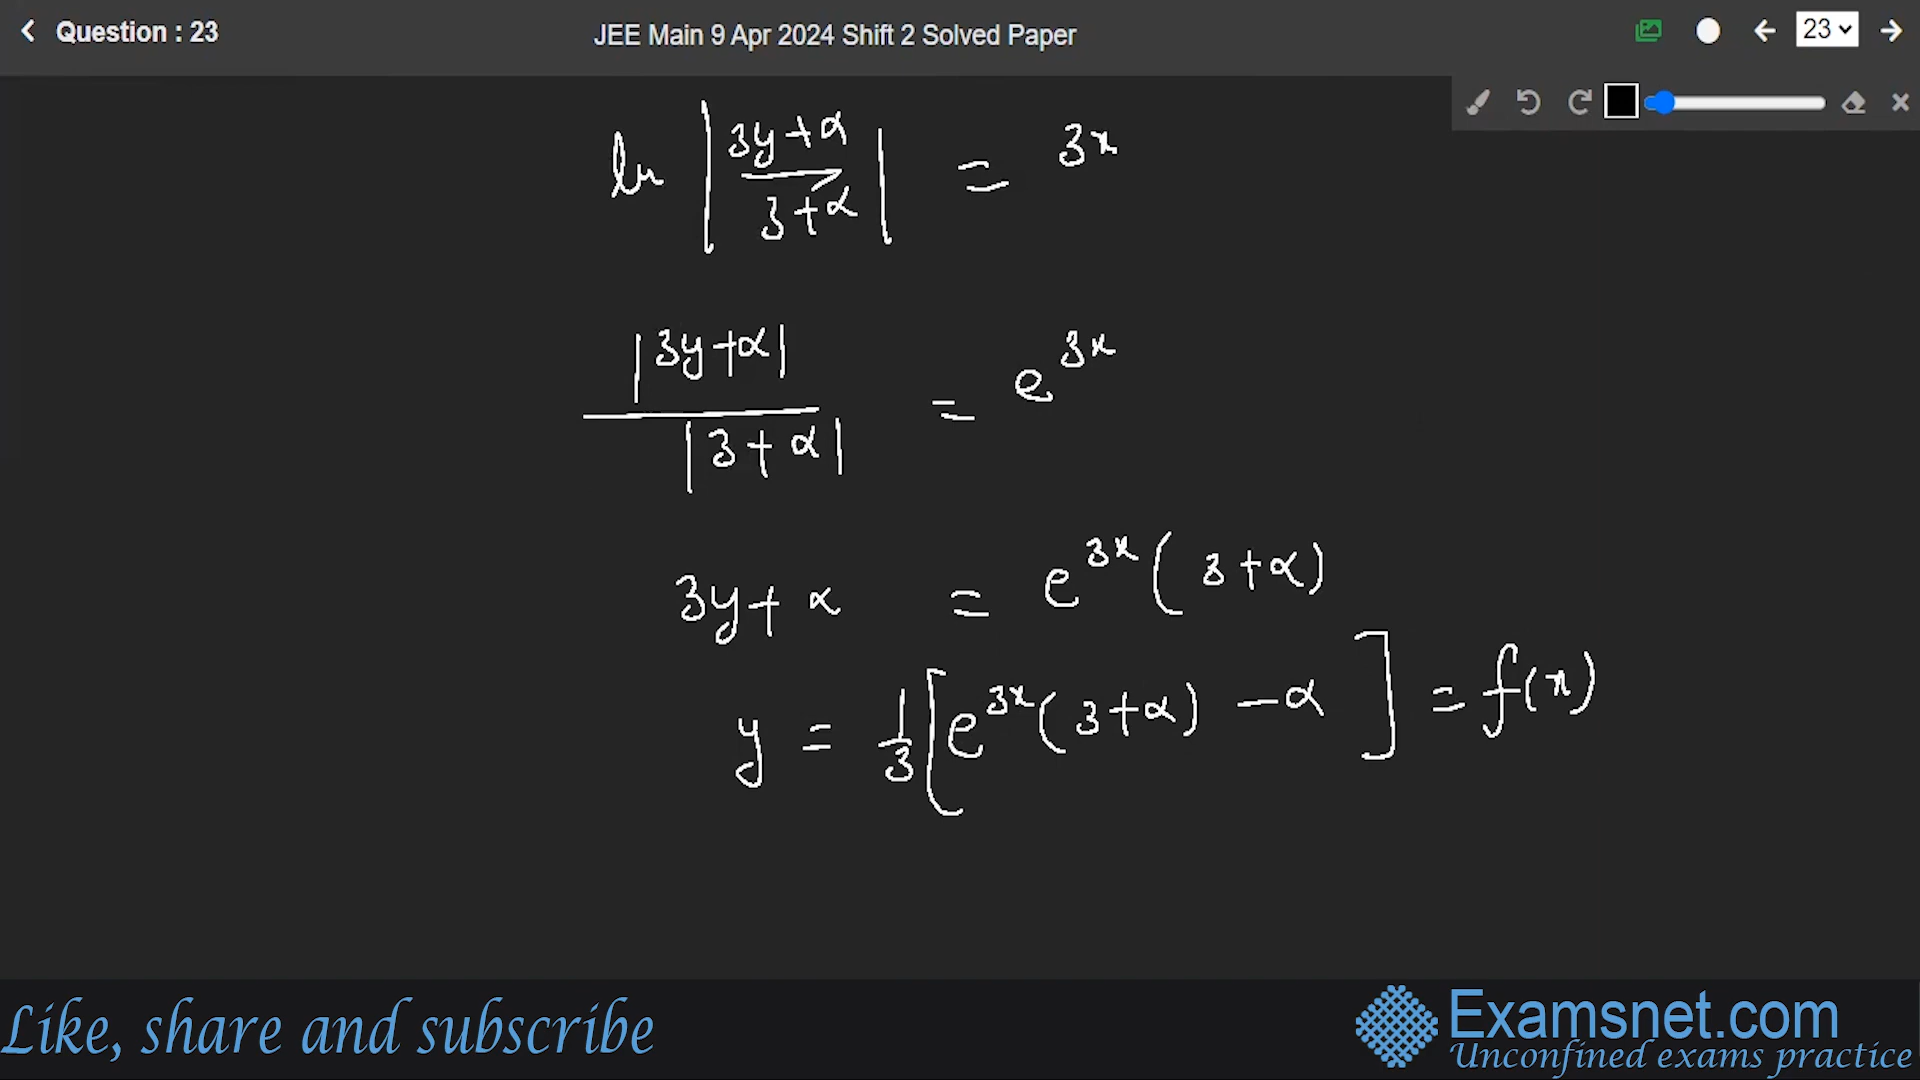 Question : 23
JEE Main 9 Apr 2024 Shift 2 Solved Paper
23
ln |(3y+α)/(3+α)| = 3x
|3y+α|/|3+α| = e^3x
3y+α = e^3x(3+α)
y = 1/3[e^3x(3+α) -α] = f(x)
Like, share and subscribe
Examsnet.com
Unconfined exams practice